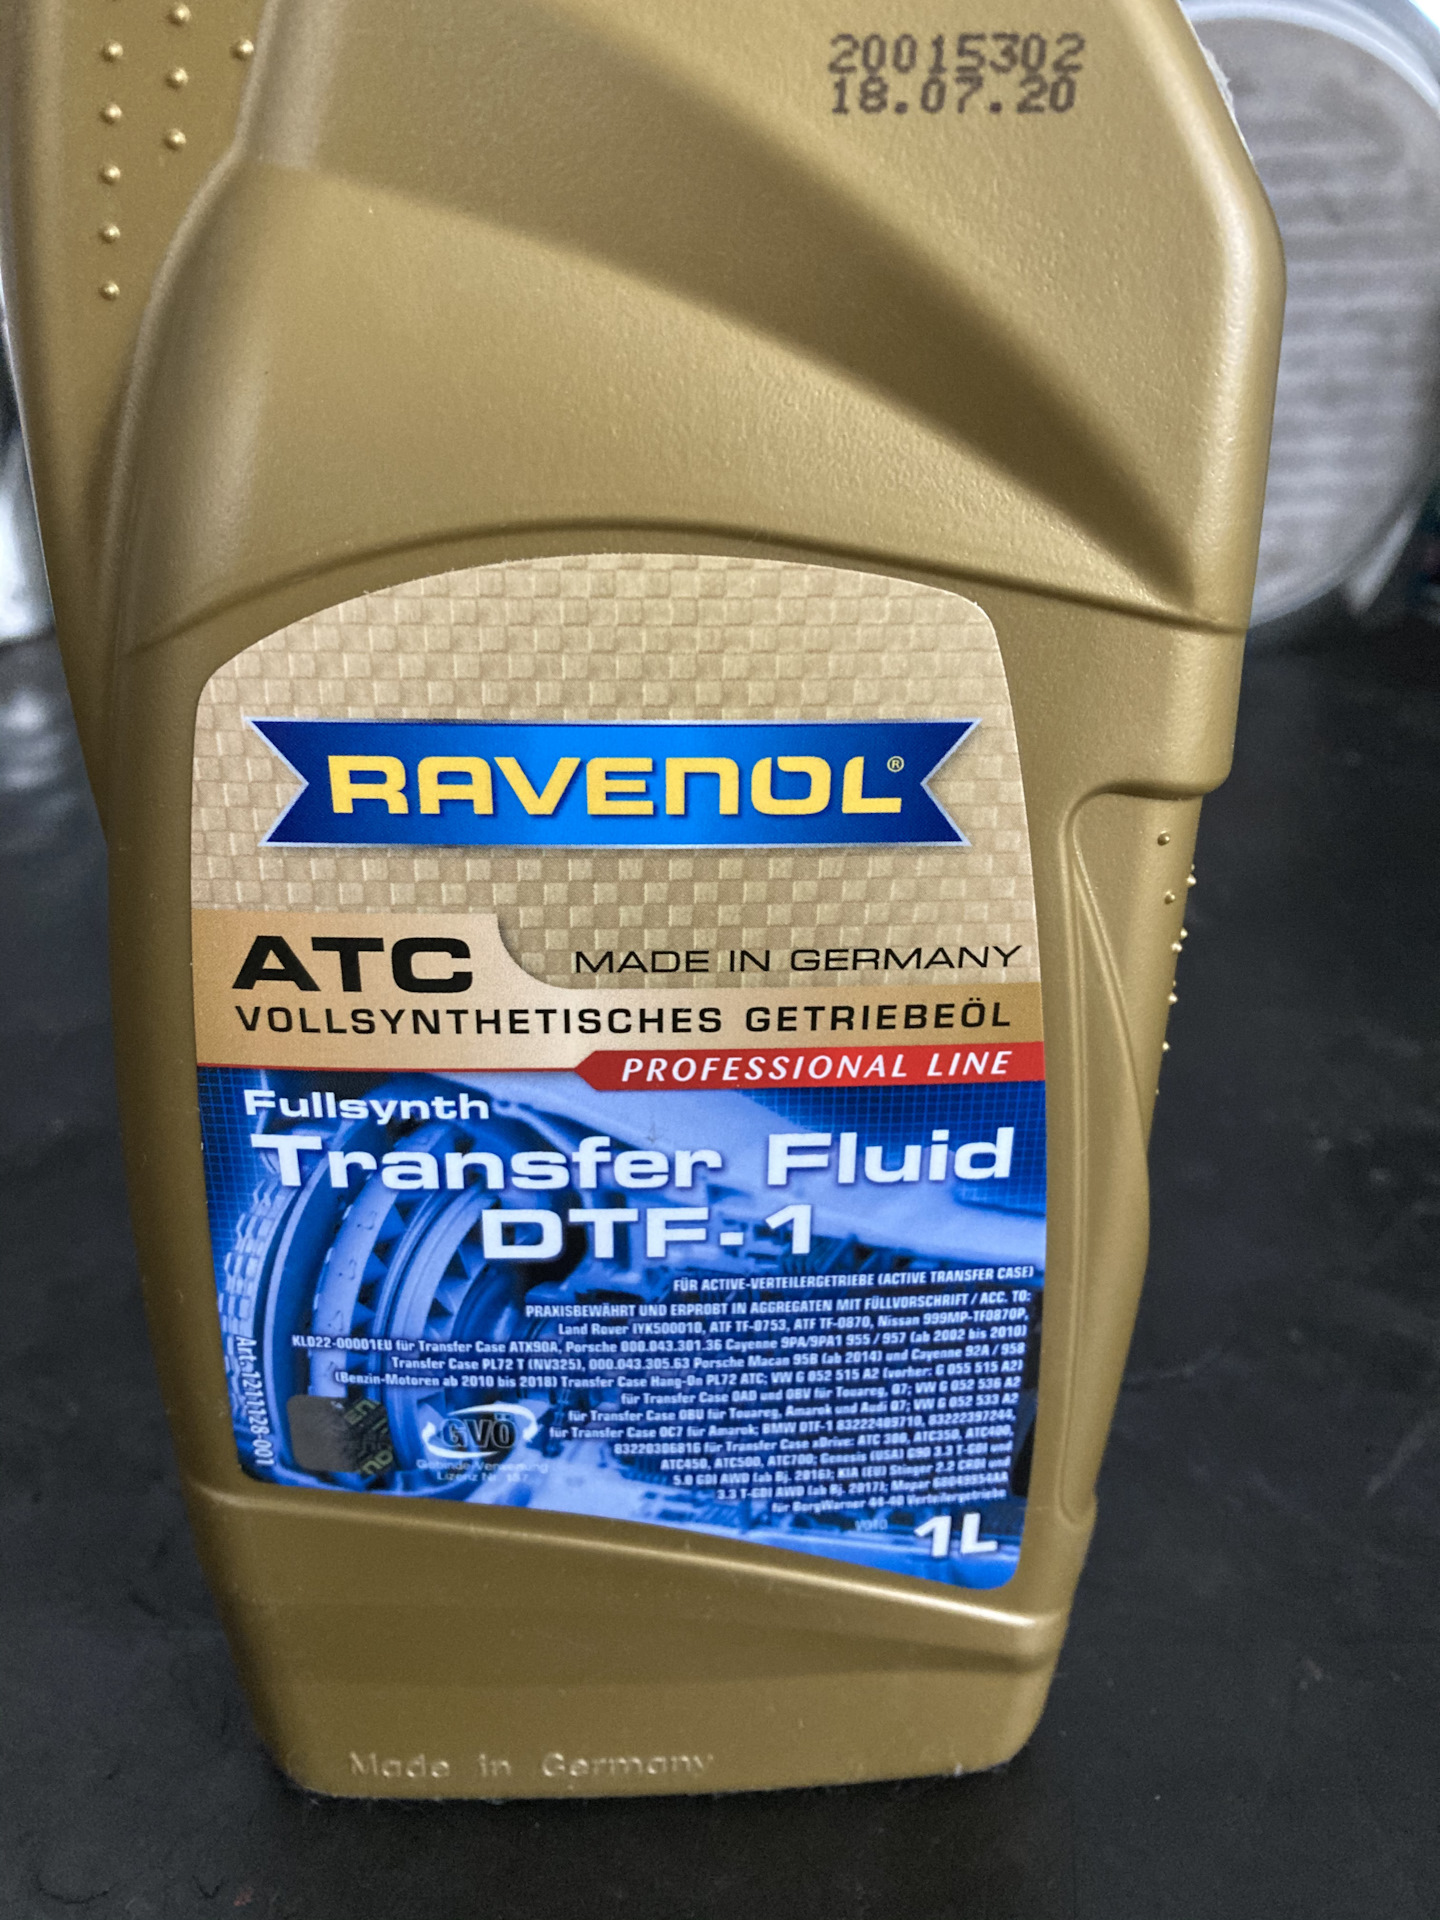 20015302
18.07.20
RAVENOL®
ATC
MADE IN GERMANY
VOLLSYNTHETISCHES GETRIEBEÖL
PROFESSIONAL LINE
Fullsynth
Transfer Fluid
DTF-1
FÜR ACTIVE-VERTEILERGETRIEBE (ACTIVE TRANSFER CASE)
PRAXISBEWÄHRT UND ERPROBT IN AGGREGATEN MIT FÜLLVORSCHRIFT / ACC. TO:
Land Rover IYK500010, ATF TF-0753, ATF TF-0870, Nissan 999MP-TF0870P,
KLD22-00001EU für Transfer Case ATX90A, Porsche 000.043.301.36 Cayenne 9PA/9PA1 955 / 957 (ab 2002 bis 2010)
Transfer Case PL72 T (NV325), 000.043.305.63 Porsche Macan 95B (ab 2014) und Cayenne 92A / 958
(Benzin-Motoren ab 2010 bis 2018) Transfer Case Hang-On PL72 ATC; VW G 052 515 A2 (vorher: G 055 515 A2)
für Transfer Case 0AD und 0BV für Touareg, Q7; VW G 052 536 A2
für Transfer Case 0BU für Touareg, Amarok und Audi Q7; VW G 052 533 A2
für Transfer Case 0C7 für Amarok; BMW DTF-1 83222409710, 83222397244,
83220306816 für Transfer Case xDrive: ATC 300, ATC350, ATC400,
ATC450, ATC500, ATC700; Genesis (USA) G90 3.3 T-GDI und
5.0 GDI AWD (ab Bj. 2016); KIA (EU) Stinger 2.2 CRDI und
3.3 T-GDI AWD (ab Bj. 2017); Mopar 68049954AA
für BorgWarner 44-40 Verteilergetriebe
Art. 1211128-001
GVÖ
Gebinde-Verwertung
Lizenz Nr.
1L
Made in Germany